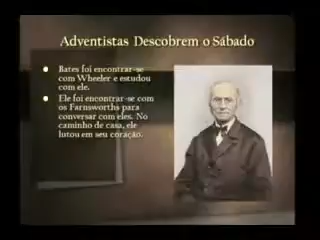 Adventistas Descobrem o Sábado
Bates foi encontrar-se
com Wheeler e estudou
com ele.
Ele foi encontrar-se com
os Farnsworths para
conversar com eles. No
caminho de casa, ele
lutou em seu coração.